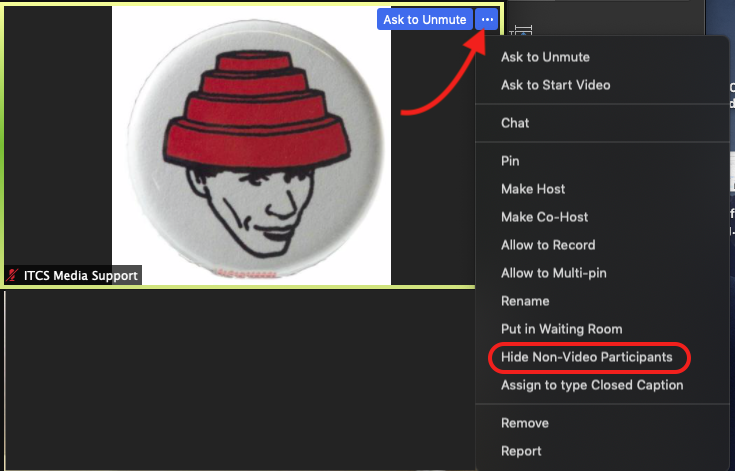 Ask to Unmute
Ask to Unmute
Ask to Start Video
Chat
Pin
Make Host
Make Co-Host
Allow to Record
Allow to Multi-pin
Rename
Put in Waiting Room
Hide Non-Video Participants
Assign to type Closed Caption
Remove
Report
ITCS Media Support